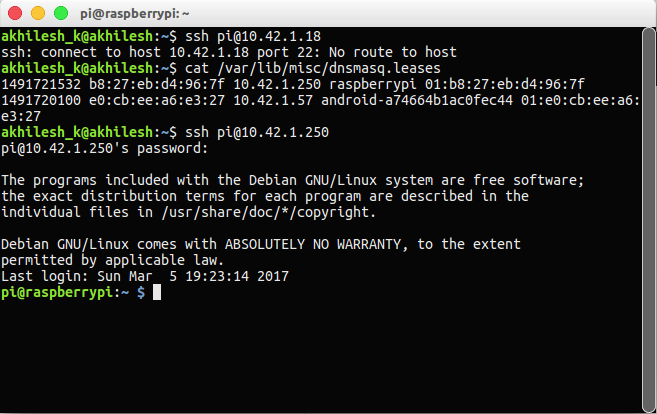 pi@raspberrypi: ~
akhilesh_k@akhilesh:~$ ssh pi@10.42.1.18
ssh: connect to host 10.42.1.18 port 22: No route to host
akhilesh_k@akhilesh:~$ cat /var/lib/misc/dnsmasq.leases
1491721532 b8:27:eb:d4:96:7f 10.42.1.250 raspberrypi 01:b8:27:eb:d4:96:7f
1491720100 e0:cb:ee:a6:e3:27 10.42.1.57 android-a74664b1ac0fec44 01:e0:cb:ee:a6:
e3:27
akhilesh_k@akhilesh:~$ ssh pi@10.42.1.250
pi@10.42.1.250's password:
The programs included with the Debian GNU/Linux system are free software;
the exact distribution terms for each program are described in the
individual files in /usr/share/doc/*/copyright.
Debian GNU/Linux comes with ABSOLUTELY NO WARRANTY, to the extent
permitted by applicable law.
Last login: Sun Mar  5 19:23:14 2017
pi@raspberrypi:~ $